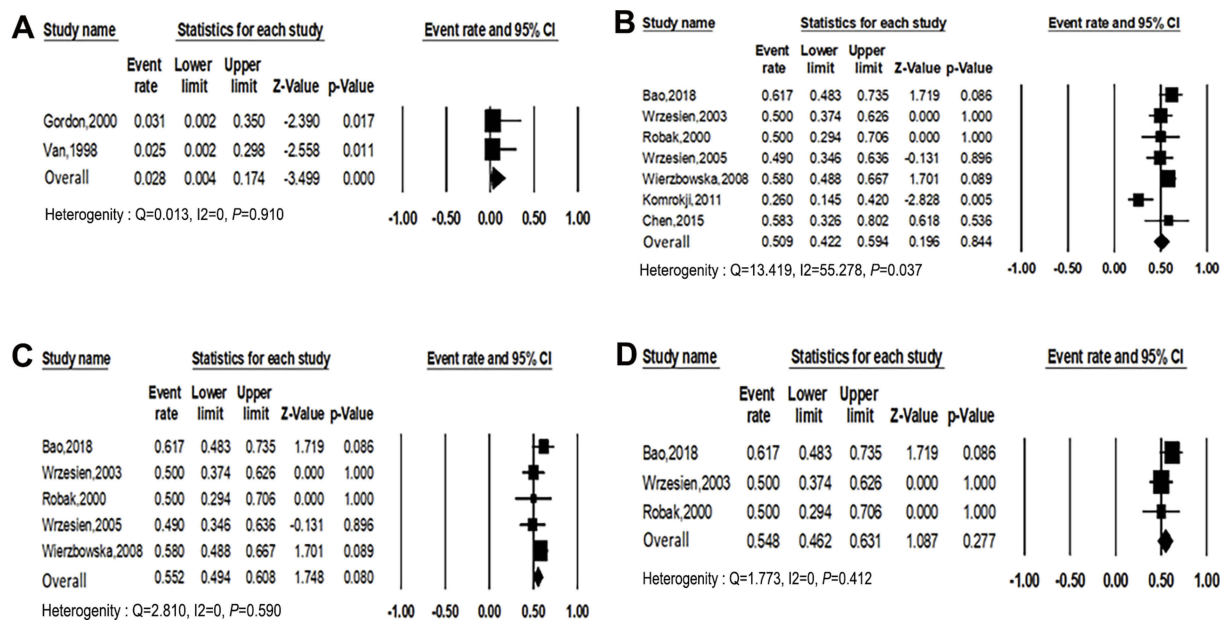 A Study name Statistics for each study Event rate and 95% CI
Event Lower Upper
rate limit limit Z-Value p-Value
Gordon,2000 0.031 0.002 0.350 -2.390 0.017
Van,1998 0.025 0.002 0.298 -2.558 0.011
Overall 0.028 0.004 0.174 -3.499 0.000
Heterogenity : Q=0.013, I2=0, P=0.910
-1.00 -0.50 0.00 0.50 1.00
B Study name Statistics for each study Event rate and 95% CI
Event Lower Upper
rate limit limit Z-Value p-Value
Bao,2018 0.617 0.483 0.735 1.719 0.086
Wrzesien,2003 0.500 0.374 0.626 0.000 1.000
Robak,2000 0.500 0.294 0.706 0.000 1.000
Wrzesien,2005 0.490 0.346 0.636 -0.131 0.896
Wierzbowska,2008 0.580 0.488 0.667 1.701 0.089
Komrokji,2011 0.260 0.145 0.420 -2.828 0.005
Chen,2015 0.583 0.326 0.802 0.618 0.536
Overall 0.509 0.422 0.594 0.196 0.844
Heterogenity : Q=13.419, I2=55.278, P=0.037
-1.00 -0.50 0.00 0.50 1.00
C Study name Statistics for each study Event rate and 95% CI
Event Lower Upper
rate limit limit Z-Value p-Value
Bao,2018 0.617 0.483 0.735 1.719 0.086
Wrzesien,2003 0.500 0.374 0.626 0.000 1.000
Robak,2000 0.500 0.294 0.706 0.000 1.000
Wrzesien,2005 0.490 0.346 0.636 -0.131 0.896
Wierzbowska,2008 0.580 0.488 0.667 1.701 0.089
Overall 0.552 0.494 0.608 1.748 0.080
Heterogenity : Q=2.810, I2=0, P=0.590
-1.00 -0.50 0.00 0.50 1.00
D Study name Statistics for each study Event rate and 95% CI
Event Lower Upper
rate limit limit Z-Value p-Value
Bao,2018 0.617 0.483 0.735 1.719 0.086
Wrzesien,2003 0.500 0.374 0.626 0.000 1.000
Robak,2000 0.500 0.294 0.706 0.000 1.000
Overall 0.548 0.462 0.631 1.087 0.277
Heterogenity : Q=1.773, I2=0, P=0.412
-1.00 -0.50 0.00 0.50 1.00